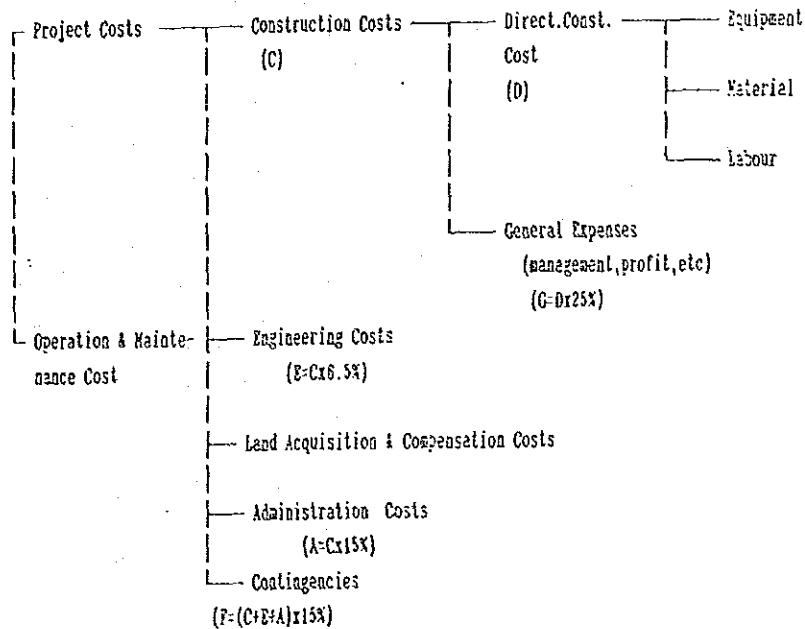 Project Costs
Construction Costs
(C)
Direct.Const.
Cost
(D)
Equipment
Material
Labour
General Expenses
(management,profit,etc)
(G=Dx25%)
Operation & Mainte-
nance Cost
Engineering Costs
(E=Cx6.5%)
Land Acquisition & Compensation Costs
Administration Costs
(A=Cx15%)
Contingencies
(F=(C+E+A)x15%)